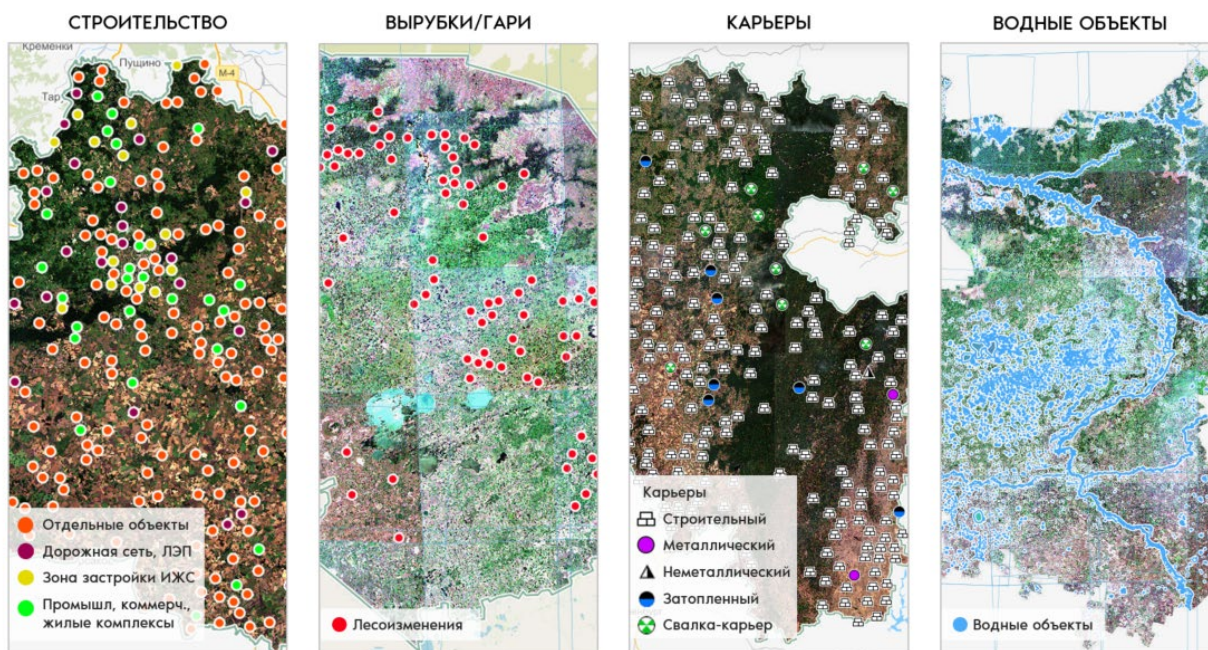 СТРОИТЕЛЬСТВО
ВЫРУБКИ/ГАРИ
КАРЬЕРЫ
ВОДНЫЕ ОБЪЕКТЫ
Кременки
Пущино
М-4
Тар
Отдельные объекты
Дорожная сеть, ЛЭП
Зона застройки ИЖС
Промышл, коммерч.,
жилые комплексы
Лесоизменения
Карьеры
Строительный
Металлический
Неметаллический
Затопленный
Свалка-карьер
Водные объекты